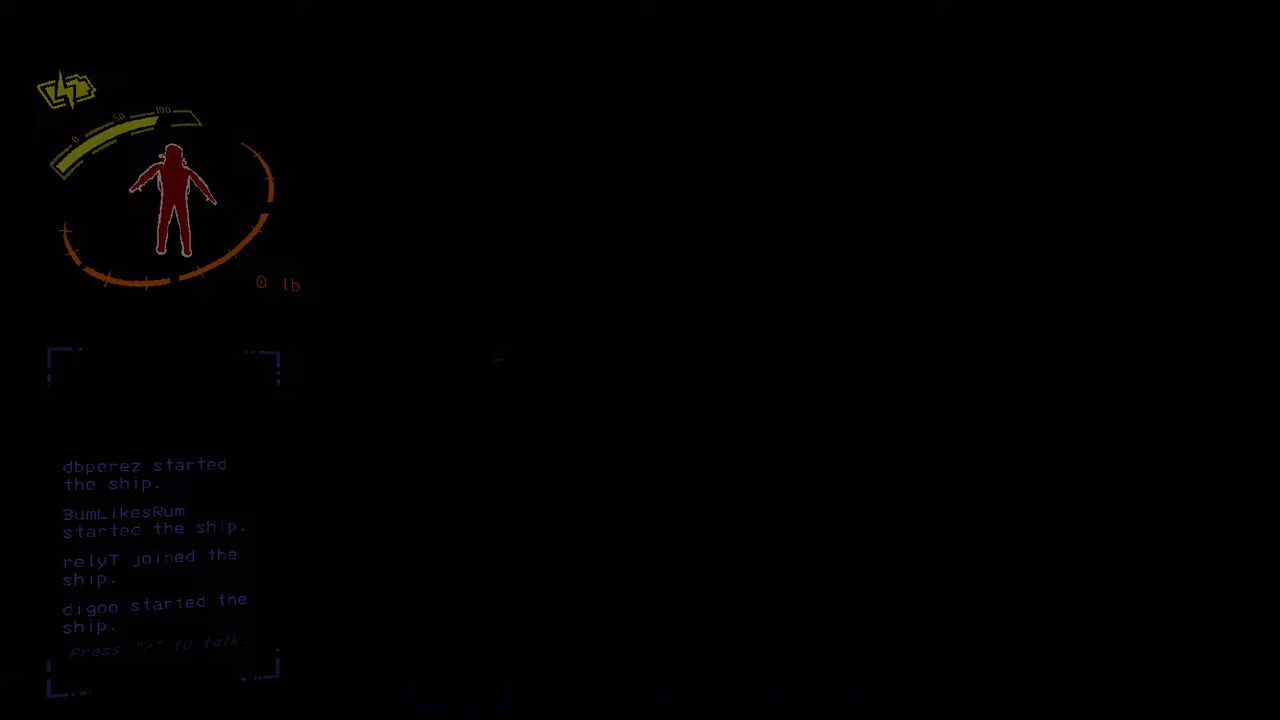 0 50 100
0 lb
dbperez started
the ship.
BumLikesRum
started the ship.
relyT joined the
ship.
digoo started the
ship.
Press "/" to talk.